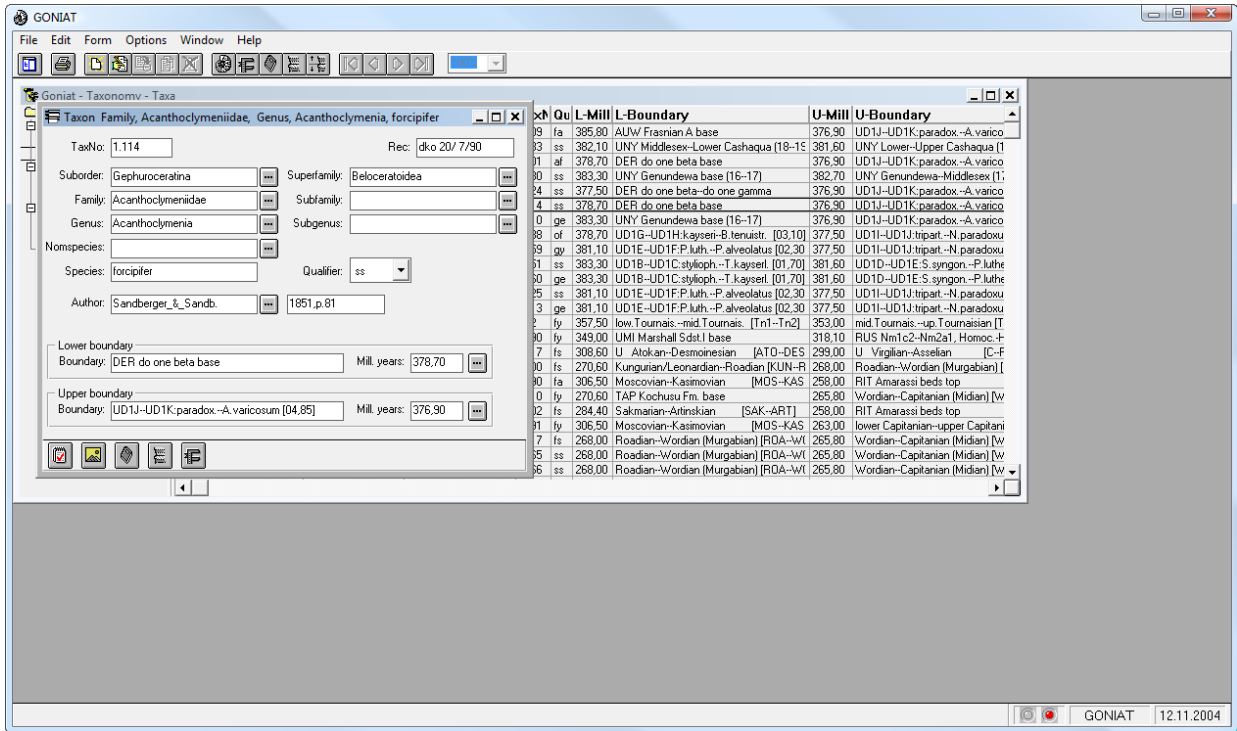 GONIAT
File Edit Form Options Window Help
Goniat - Taxonomy - Taxa
Taxon Family, Acanthoclymeniidae, Genus, Acanthoclymenia, forcipifer
TaxNo: 1.114 Rec: dko 20/ 7/90
Suborder: Gephuroceratina Superfamily: Beloceratoidea
Family: Acanthoclymeniidae Subfamily:
Genus: Acanthoclymenia Subgenus:
Nomspecies:
Species: forcipifer Qualifier: ss
Author: Sandberger_&_Sandb. 1851,p.81
Lower boundary
Boundary: DER do one beta base Mill. years: 378,70
Upper boundary
Boundary: UD1J--UD1K:paradox.--A.varicosum [04,85] Mill. years: 376,90
Qu L-Mill L-Boundary U-Mill U-Boundary
fa 385,80 AUW Frasnian A base 376,90 UD1J--UD1K:paradox.--A.varico
ss 382,10 UNY Middlesex--Lower Cashaqua (18--19 381,60 UNY Lower--Upper Cashaqua (1
af 378,70 DER do one beta base 376,90 UD1J--UD1K:paradox.--A.varico
ss 383,30 UNY Genundewa base (16--17) 382,70 UNY Genundewa--Middlesex (17
ss 377,50 DER do one beta--do one gamma 376,90 UD1J--UD1K:paradox.--A.varico
4 ss 378,70 DER do one beta base 376,90 UD1J--UD1K:paradox.--A.varico
0 ge 383,30 UNY Genundewa base (16--17) 376,90 UD1J--UD1K:paradox.--A.varico
of 378,70 UD1G--UD1H:kayseri--B.tenuistr. [03,10] 377,50 UD1I--UD1J:tripart.--N.paradoxu
gy 381,10 UD1E--UD1F:P.luth.--P.alveolatus [02,30 377,50 UD1I--UD1J:tripart.--N.paradoxu
ss 383,30 UD1B--UD1C:stylioph.--T.kayserl. [01,70] 381,60 UD1D--UD1E:S.syngon.--P.luthe
ge 383,30 UD1B--UD1C:stylioph.--T.kayserl. [01,70] 381,60 UD1D--UD1E:S.syngon.--P.luthe
ss 381,10 UD1E--UD1F:P.luth.--P.alveolatus [02,30 377,50 UD1I--UD1J:tripart.--N.paradoxu
3 ge 381,10 UD1E--UD1F:P.luth.--P.alveolatus [02,30 377,50 UD1I--UD1J:tripart.--N.paradoxu
fy 357,50 low.Tournais.--mid.Tournais. [Tn1--Tn2] 353,00 mid.Tournais.--up.Tournaisian [T
fy 349,00 UMI Marshall Sdst.I base 318,10 RUS Nm1c2--Nm2a1, Homoc.-H
7 fs 308,60 U Atokan--Desmoinesian [ATO--DES 299,00 U Virgilian--Asselian [C--F
fs 270,60 Kungurian/Leonardian--Roadian [KUN--R 268,00 Roadian--Wordian (Murgabian) [
fa 306,50 Moscovian--Kasimovian [MOS--KAS 258,00 RIT Amarassi beds top
0 fy 270,60 TAP Kochusu Fm. base 265,80 Wordian--Capitanian (Midian) [W
fs 284,40 Sakmarian--Artinskian [SAK--ART] 258,00 RIT Amarassi beds top
fy 306,50 Moscovian--Kasimovian [MOS--KAS 263,00 lower Capitanian--upper Capitani
7 fs 268,00 Roadian--Wordian (Murgabian) [ROA--W( 265,80 Wordian--Capitanian (Midian) [W
ss 268,00 Roadian--Wordian (Murgabian) [ROA--W( 265,80 Wordian--Capitanian (Midian) [W
ss 268,00 Roadian--Wordian (Murgabian) [ROA--W( 265,80 Wordian--Capitanian (Midian) [W
GONIAT 12.11.2004